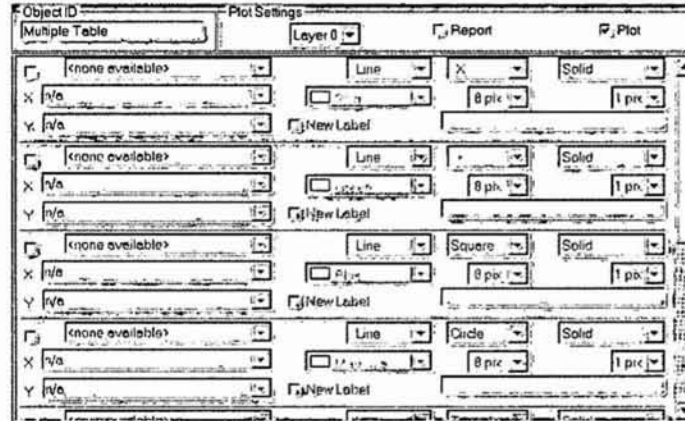 Object ID Plot Settings
Multiple Table Layer 0 Report Plot
<none available> Line X Solid
X n/a 8 pix 1 pix
Y n/a New Label
<none available> Line Solid
X n/a 8 pix 1 pix
Y n/a New Label
<none available> Line Square Solid
X n/a Blue 8 pix 1 pix
Y n/a New Label
<none available> Line Circle Solid
X n/a 8 pix 1 pix
Y n/a New Label